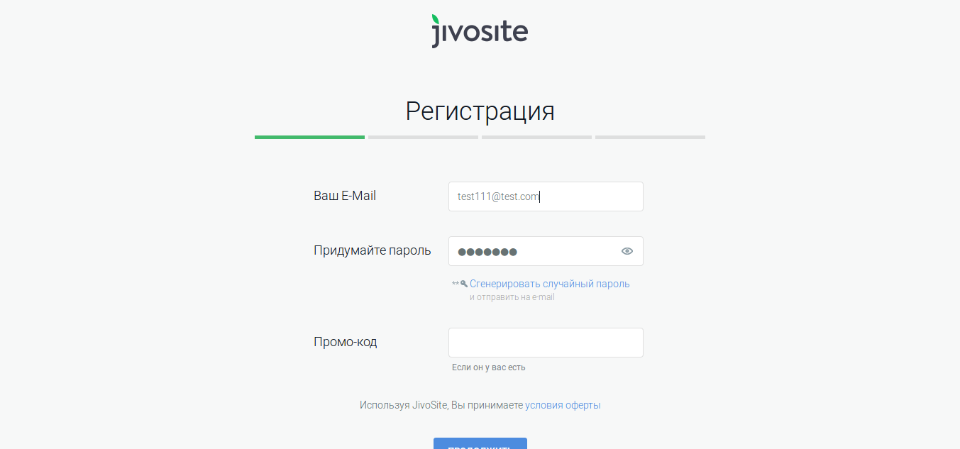 jivosite
Регистрация
Ваш E-Mail
test111@test.com
Придумайте пароль
Сгенерировать случайный пароль
и отправить на e-mail
Промо-код
Если он у вас есть
Используя JivoSite, Вы принимаете условия оферты